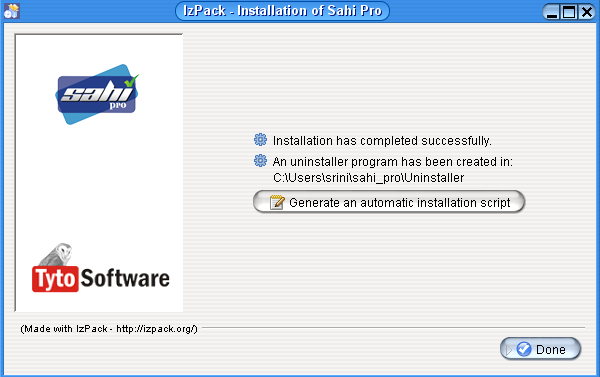 IzPack - Installation of Sahi Pro
sahi
pro
Installation has completed successfully.
An uninstaller program has been created in:
C:\Users\srini\sahi_pro\Uninstaller
Generate an automatic installation script
Tyto Software
(Made with IzPack - http://izpack.org/)
Done